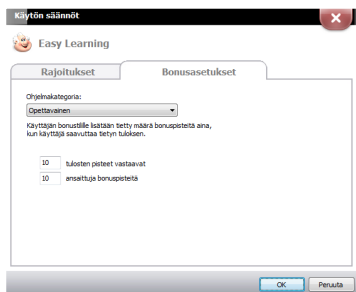 Käytön säännöt
Easy Learning
Rajoitukset
Bonusasetukset
Ohjelmakategoria:
Opettavainen
Käyttäjän bonustilille lisätään tietty määrä bonuspisteitä aina,
kun käyttäjä saavuttaa tietyn tuloksen.
10 tulosten pisteet vastaavat
10 ansaittuja bonuspisteitä
OK Peruuta